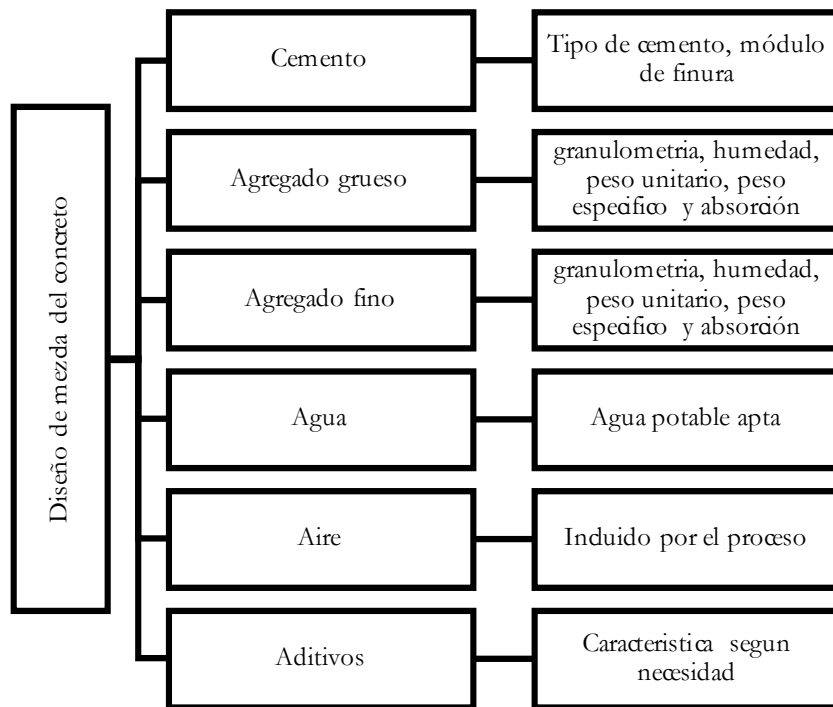 Diseño de mezcla del concreto
Cemento
Tipo de cemento, módulo
de finura
Agregado grueso
granulometria, humedad,
peso unitario, peso
especifico y absorción
Agregado fino
granulometria, humedad,
peso unitario, peso
especifico y absorción
Agua
Agua potable apta
Aire
Incluido por el proceso
Aditivos
Caracteristica segun
necesidad